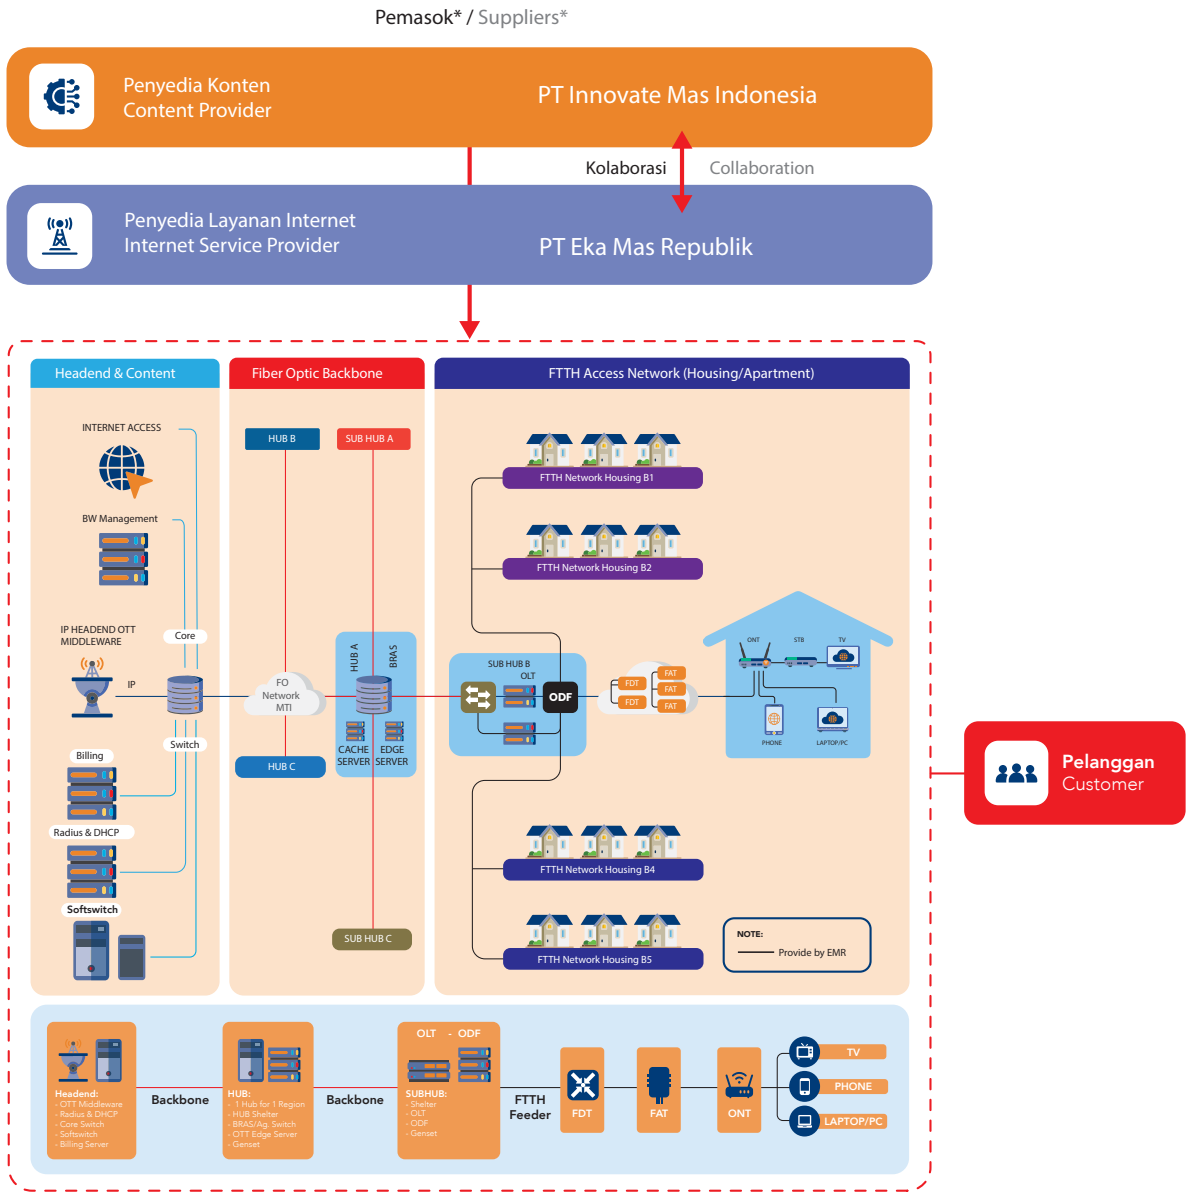 Pemasok* / Suppliers*
Penyedia Konten
Content Provider
PT Innovate Mas Indonesia
Kolaborasi
Collaboration
Penyedia Layanan Internet
Internet Service Provider
PT Eka Mas Republik
Headend & Content
INTERNET ACCESS
BW Management
IP HEADEND OTT
MIDDLEWARE
IP
Core
Switch
Billing
Radius & DHCP
Softswitch
Fiber Optic Backbone
HUB B
SUB HUB A
HUB A
BRAS
FO
Network
MTI
CACHE
SERVER
EDGE
SERVER
HUB C
SUB HUB C
FTTH Access Network (Housing/Apartment)
FTTH Network Housing B1
FTTH Network Housing B2
SUB HUB B
OLT
ODF
FDT
FDT
FAT
FAT
FAT
ONT
STB
TV
PHONE
LAPTOP/PC
FTTH Network Housing B4
FTTH Network Housing B5
NOTE:
Provide by EMR
Pelanggan
Customer
Headend:
- OTT Middleware
- Radius & DHCP
- Core Switch
- Softswitch
- Billing Server
Backbone
HUB:
- 1 Hub for 1 Region
- HUB Shelter
- BRAS/Ag. Switch
- OTT Edge Server
- Genset
Backbone
OLT - ODF
SUBHUB:
- Shelter
- OLT
- ODF
- Genset
FTTH
Feeder
FDT
FAT
ONT
TV
PHONE
LAPTOP/PC